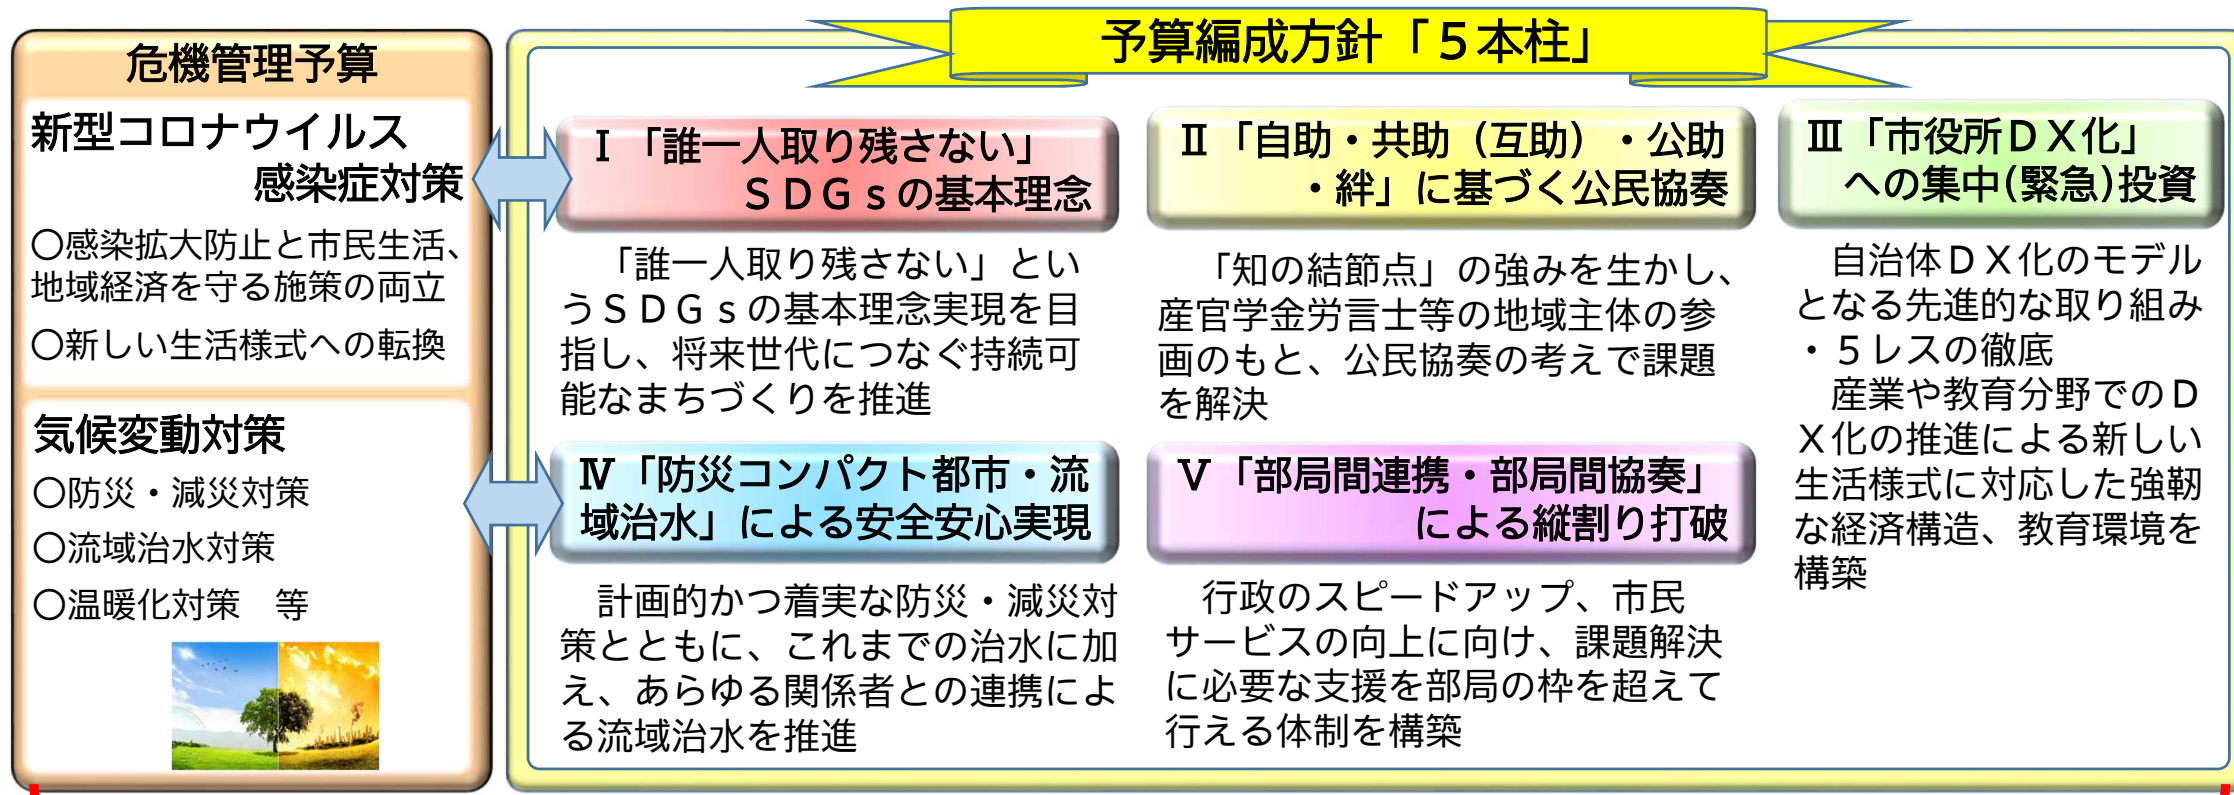 危機管理予算
新型コロナウイルス
感染症対策
〇感染拡大防止と市民生活、
地域経済を守る施策の両立
〇新しい生活様式への転換
気候変動対策
〇防災・減災対策
〇流域治水対策
〇温暖化対策　等
予算編成方針「５本柱」
Ⅰ「誰一人取り残さない」
ＳＤＧｓの基本理念
「誰一人取り残さない」とい
うＳＤＧｓの基本理念実現を目
指し、将来世代につなぐ持続可
能なまちづくりを推進
Ⅱ「自助・共助（互助）・公助
・絆」に基づく公民協奏
「知の結節点」の強みを生かし、
産官学金労言士等の地域主体の参
画のもと、公民協奏の考えで課題
を解決
Ⅲ「市役所ＤＸ化」
への集中(緊急)投資
自治体ＤＸ化のモデル
となる先進的な取り組み
・５レスの徹底
産業や教育分野でのＤ
Ｘ化の推進による新しい
生活様式に対応した強靭
な経済構造、教育環境を
構築
Ⅳ「防災コンパクト都市・流
域治水」による安全安心実現
計画的かつ着実な防災・減災対
策とともに、これまでの治水に加
え、あらゆる関係者との連携によ
る流域治水を推進
Ⅴ「部局間連携・部局間協奏」
による縦割り打破
行政のスピードアップ、市民
サービスの向上に向け、課題解決
に必要な支援を部局の枠を超えて
行える体制を構築